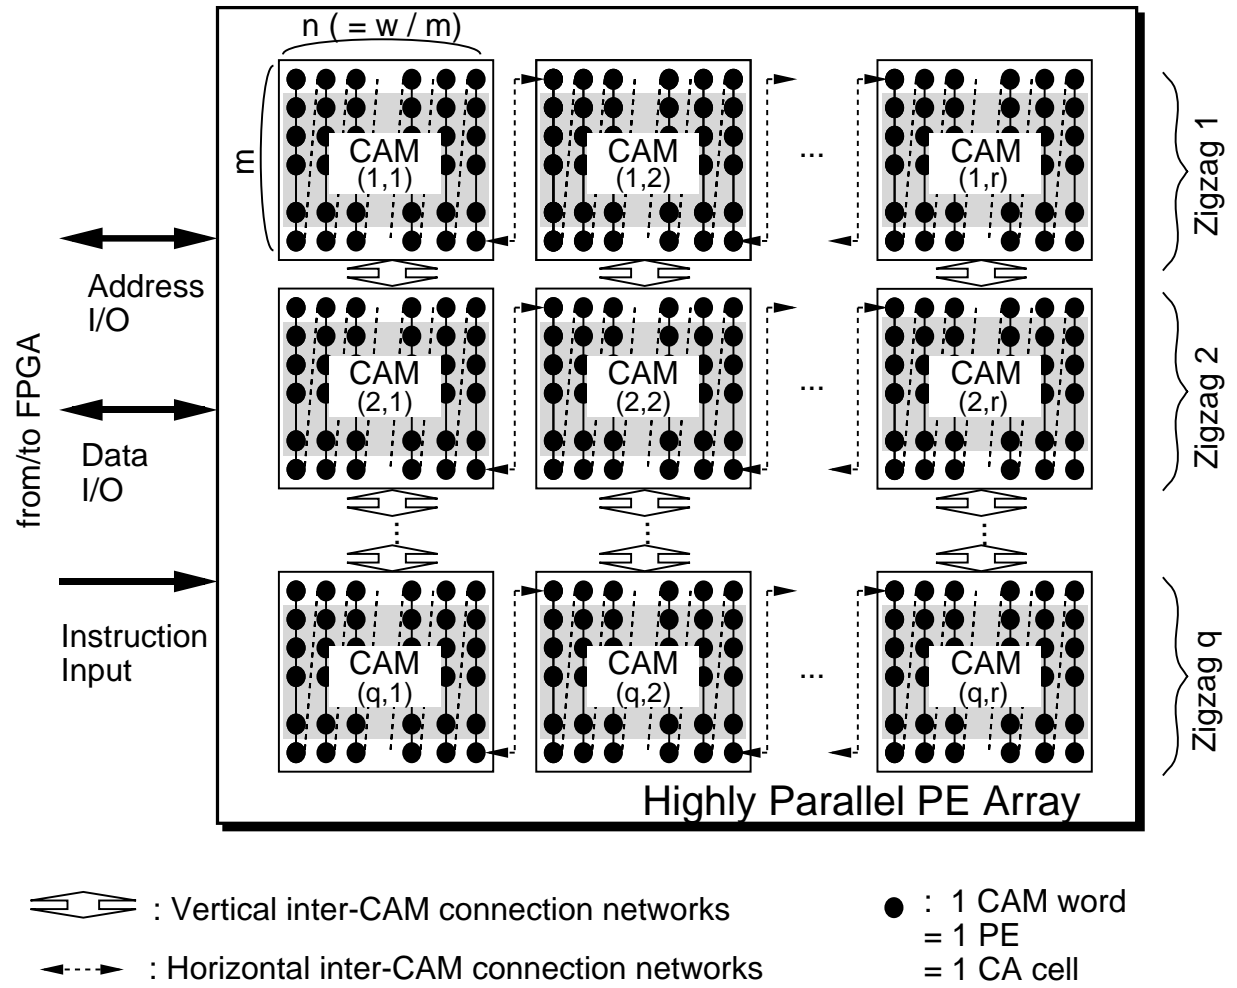 n ( = w / m)
m
CAM
(1,1)
CAM
(1,2)
...
CAM
(1,r)
Zigzag 1
Address
I/O
CAM
(2,1)
CAM
(2,2)
...
CAM
(2,r)
Zigzag 2
from/to FPGA
Data
I/O
Instruction
Input
CAM
(q,1)
CAM
(q,2)
...
CAM
(q,r)
Zigzag q
Highly Parallel PE Array
: Vertical inter-CAM connection networks
: Horizontal inter-CAM connection networks
: 1 CAM word
= 1 PE
= 1 CA cell